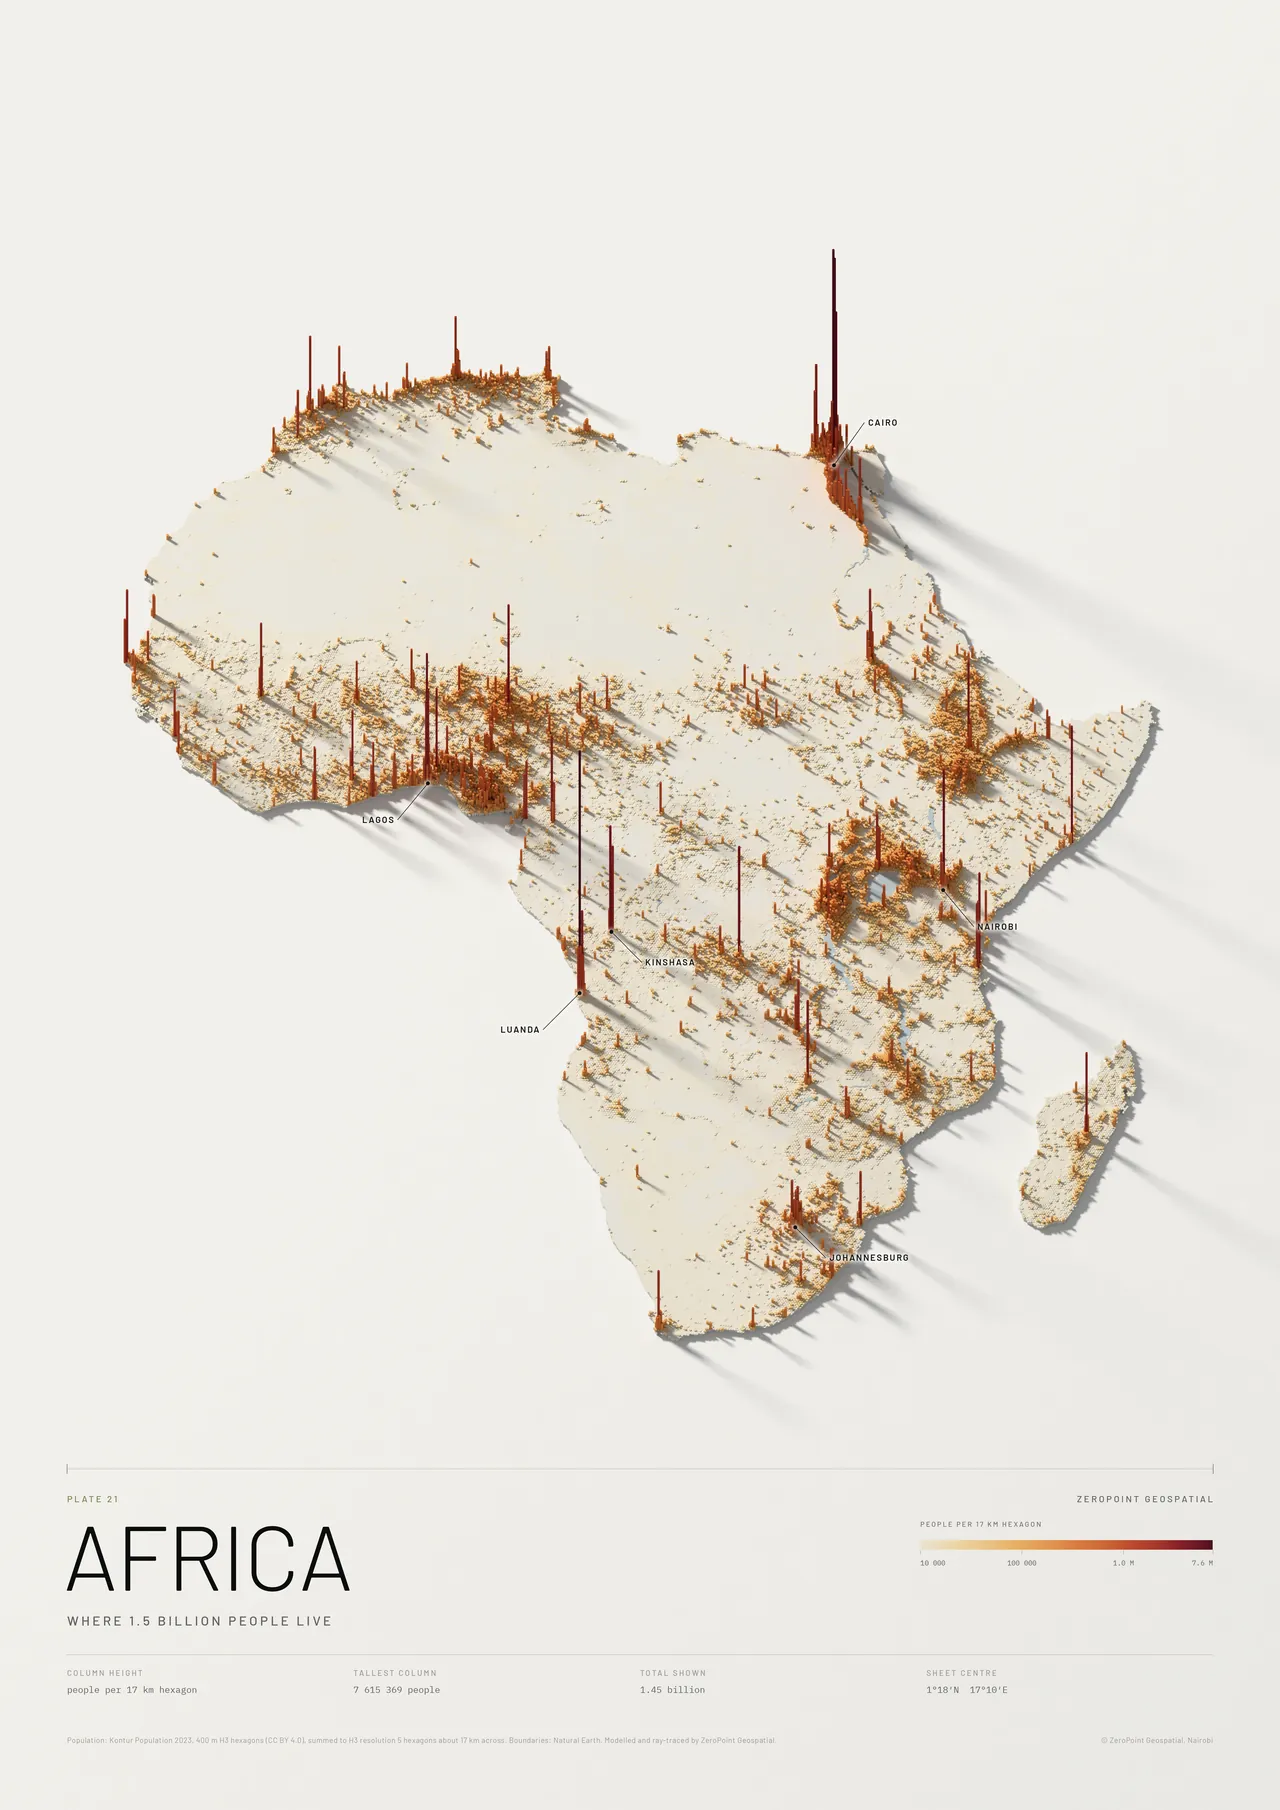 CAIRO
LAGOS
NAIROBI
KINSHASA
LUANDA
JOHANNESBURG
PLATE 21
ZEROPOINT GEOSPATIAL
AFRICA
PEOPLE PER 17 KM HEXAGON
10 000 100 000 1.0 M 7.6 M
WHERE 1.5 BILLION PEOPLE LIVE
COLUMN HEIGHT TALLEST COLUMN TOTAL SHOWN SHEET CENTRE
people per 17 km hexagon 7 615 369 people 1.45 billion 1°18'N 17°10'E
Population: Kontur Population 2023, 400 m H3 hexagons (CC BY 4.0), summed to H3 resolution 5 hexagons about 17 km across. Boundaries: Natural Earth. Modelled and ray-traced by ZeroPoint Geospatial. © ZeroPoint Geospatial, Nairobi